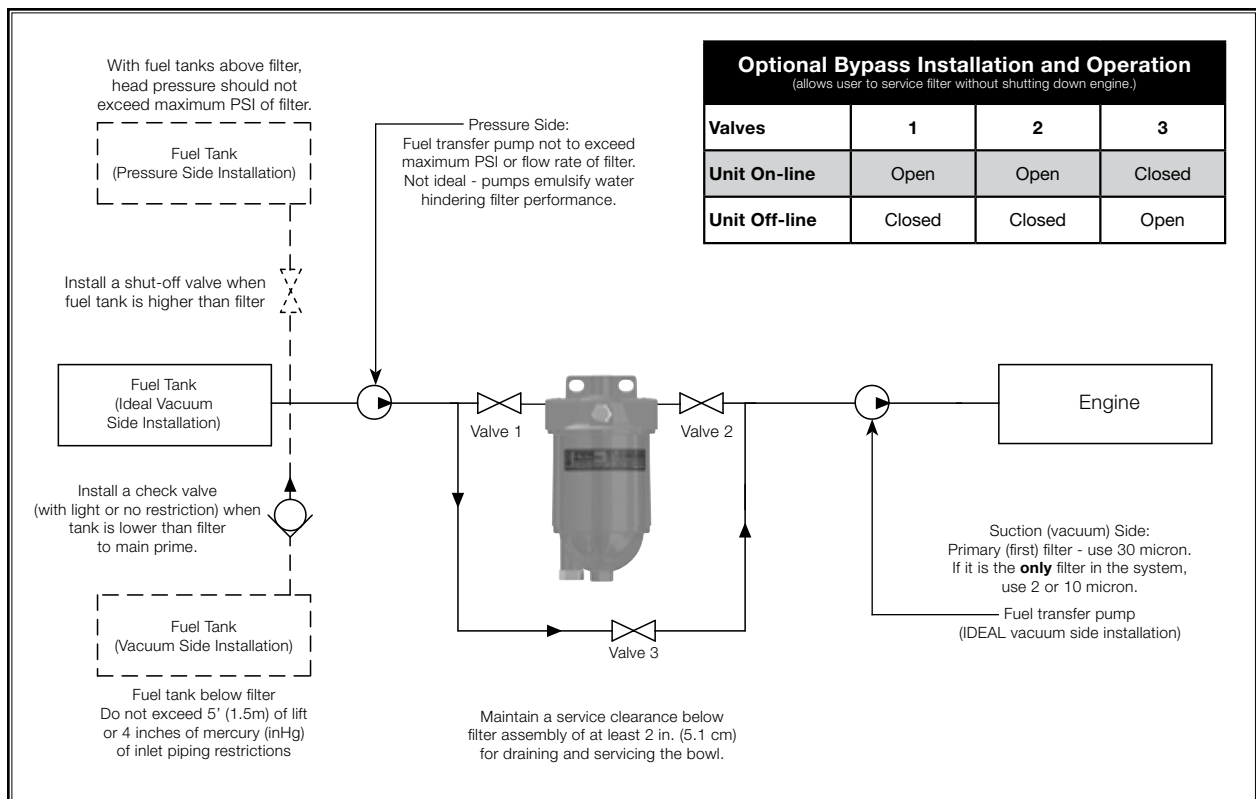 With fuel tanks above filter,
head pressure should not
exceed maximum PSI of filter.
Fuel Tank
(Pressure Side Installation)
Install a shut-off valve when
fuel tank is higher than filter
Fuel Tank
(Ideal Vacuum
Side Installation)
Install a check valve
(with light or no restriction) when
tank is lower than filter
to main prime.
Fuel Tank
(Vacuum Side Installation)
Fuel tank below filter
Do not exceed 5’ (1.5m) of lift
or 4 inches of mercury (inHg)
of inlet piping restrictions
Pressure Side:
Fuel transfer pump not to exceed
maximum PSI or flow rate of filter.
Not ideal - pumps emulsify water
hindering filter performance.
Optional Bypass Installation and Operation
(allows user to service filter without shutting down engine.)
Valves 1 2 3
Unit On-line Open Open Closed
Unit Off-line Closed Closed Open
Valve 1
Valve 2
Valve 3
Engine
Maintain a service clearance below
filter assembly of at least 2 in. (5.1 cm)
for draining and servicing the bowl.
Suction (vacuum) Side:
Primary (first) filter - use 30 micron.
If it is the only filter in the system,
use 2 or 10 micron.
Fuel transfer pump
(IDEAL vacuum side installation)